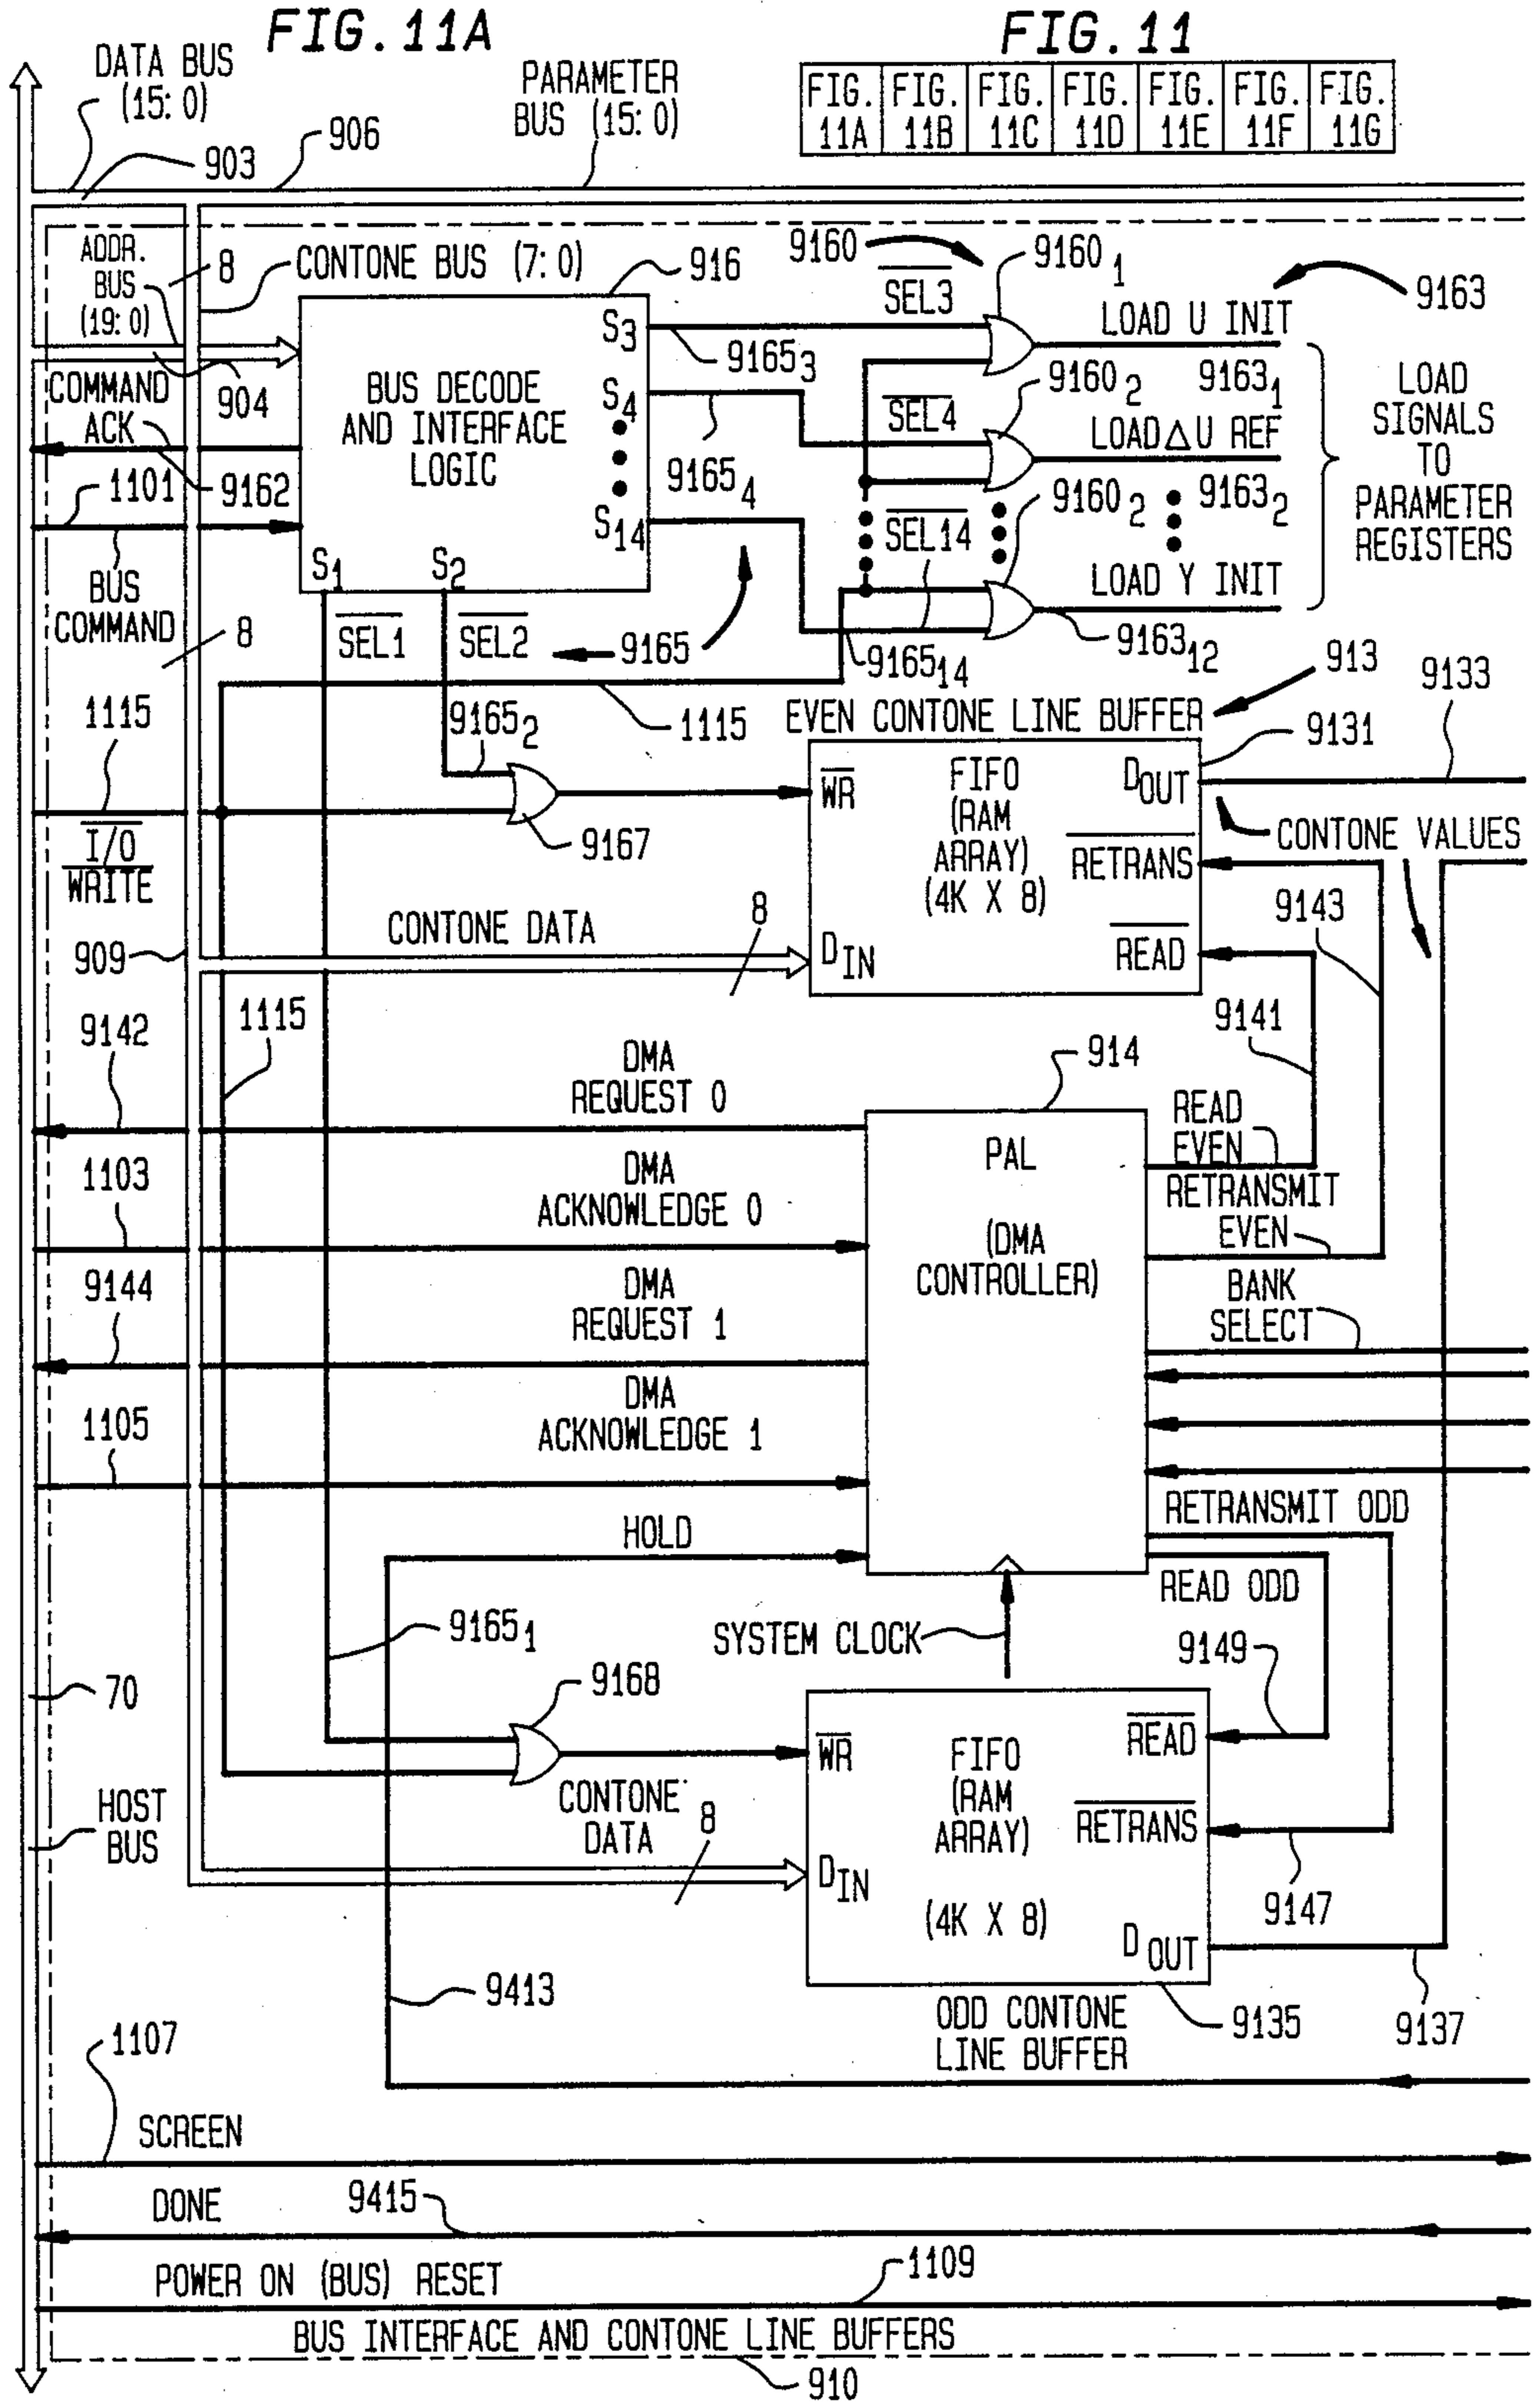 FIG. 11A
FIG. 11
DATA BUS
(15:0)
PARAMETER
BUS (15:0)
FIG.
11A
FIG.
11B
FIG.
11C
FIG.
11D
FIG.
11E
FIG.
11F
FIG.
11G
903
906
ADDR.
BUS
(19:0)
8
CONTONE BUS (7:0)
916
9160
9160 1
SEL3
LOAD U INIT
9163
S3
9165 3
904
COMMAND
ACK
BUS DECODE
AND INTERFACE
LOGIC
S4
SEL4
9160 2
9163 1
LOAD Δ U REF
LOAD
SIGNALS
TO
PARAMETER
REGISTERS
1101
9162
9165 4
9160 2
9163 2
S14
SEL14
BUS
COMMAND
S1
S2
LOAD Y INIT
8
SEL1
SEL2
9165
9165 14
9163 12
913
9133
1115
9165 2
1115
EVEN CONTONE LINE BUFFER
9131
WR
FIFO
(RAM
ARRAY)
(4K X 8)
DOUT
I/O
WRITE
9167
CONTONE VALUES
RETRANS
9143
CONTONE DATA
8
909
DIN
READ
1115
9142
9141
DMA
REQUEST 0
914
PAL
(DMA
CONTROLLER)
READ
EVEN
1103
DMA
ACKNOWLEDGE 0
RETRANSMIT
EVEN
9144
DMA
REQUEST 1
BANK
SELECT
1105
DMA
ACKNOWLEDGE 1
HOLD
RETRANSMIT ODD
READ ODD
9165 1
SYSTEM CLOCK
9149
70
9168
WR
FIFO
(RAM
ARRAY)
(4K X 8)
READ
HOST
BUS
CONTONE
DATA
8
RETRANS
DIN
9147
DOUT
9413
ODD CONTONE
LINE BUFFER
9135
9137
1107
SCREEN
DONE
9415
POWER ON (BUS) RESET
1109
BUS INTERFACE AND CONTONE LINE BUFFERS
910